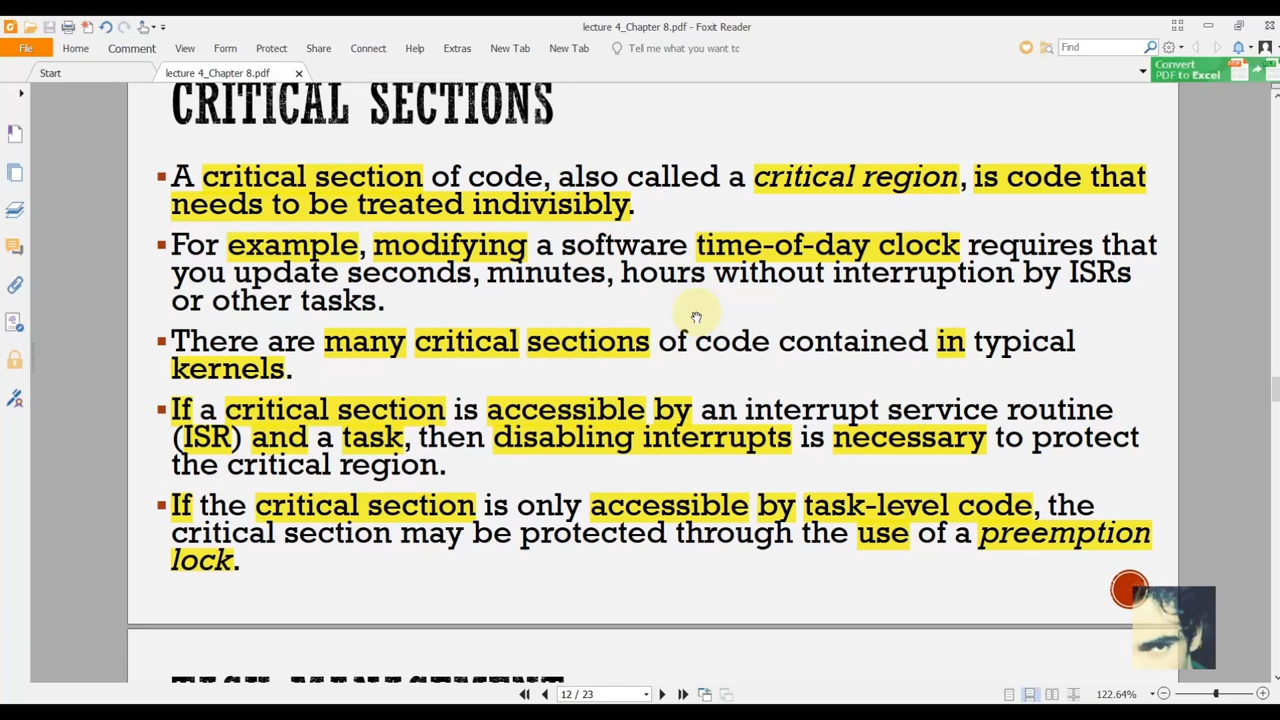 lecture 4_Chapter 8.pdf - Foxit Reader
File Home Comment View Form Protect Share Connect Help Extras New Tab New Tab Tell me what you want to Find
Start lecture 4_Chapter 8.pdf
Convert
PDF to Excel
CRITICAL SECTIONS
A critical section of code, also called a critical region, is code that
needs to be treated indivisibly.
For example, modifying a software time-of-day clock requires that
you update seconds, minutes, hours without interruption by ISRs
or other tasks.
There are many critical sections of code contained in typical
kernels.
If a critical section is accessible by an interrupt service routine
(ISR) and a task, then disabling interrupts is necessary to protect
the critical region.
If the critical section is only accessible by task-level code, the
critical section may be protected through the use of a preemption
lock.
TASK MANAGEMENT
12 / 23
122.64%